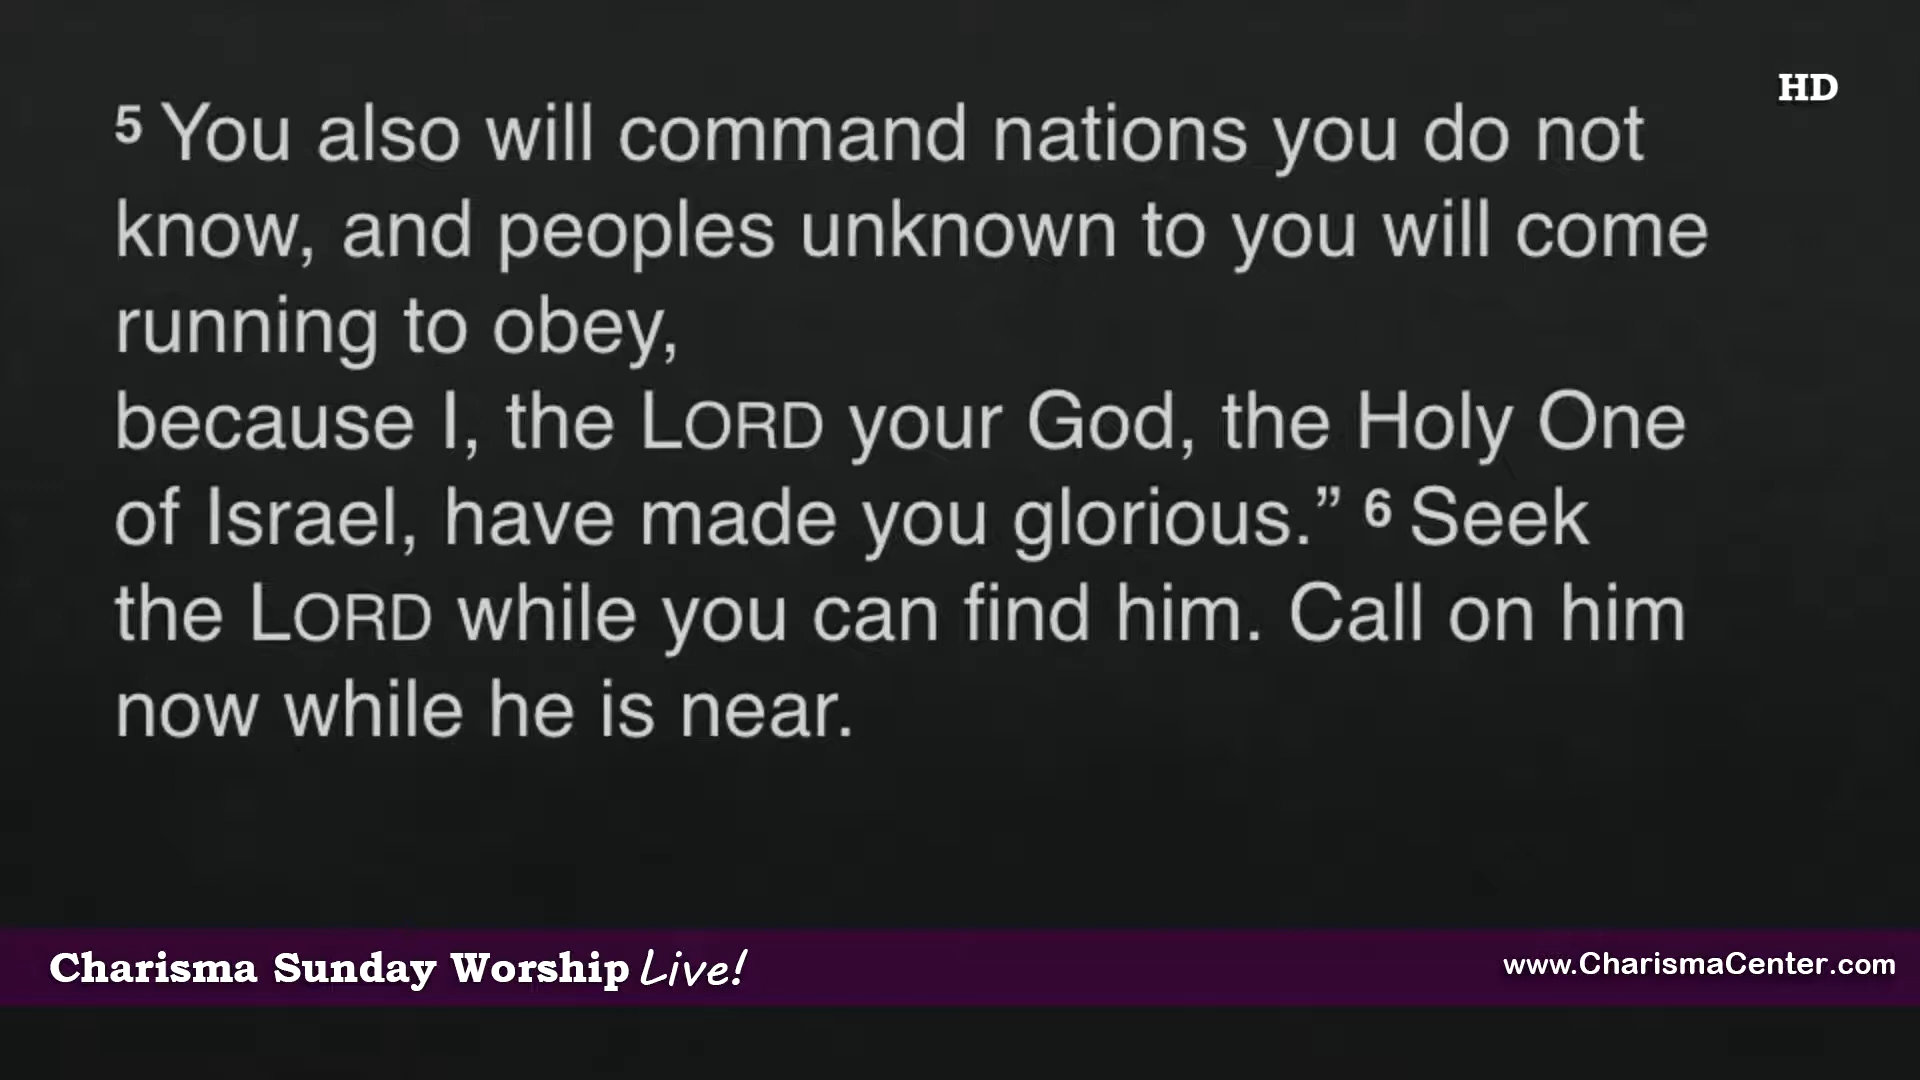 HD
5 You also will command nations you do not
know, and peoples unknown to you will come
running to obey,
because I, the LORD your God, the Holy One
of Israel, have made you glorious.” 6 Seek
the LORD while you can find him. Call on him
now while he is near.
Charisma Sunday Worship Live!
www.CharismaCenter.com